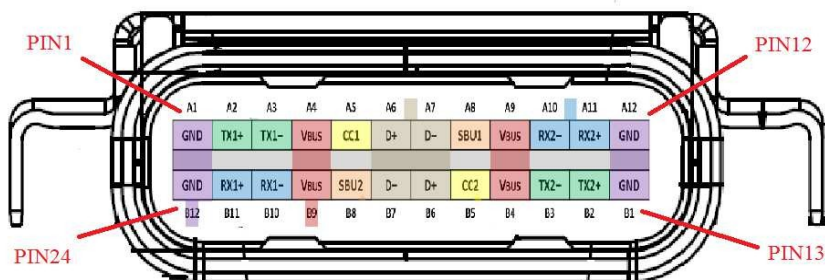 PIN1
PIN12
A1 A2 A3 A4 A5 A6 A7 A8 A9 A10 A11 A12
GND TX1+ TX1− VBUS CC1 D+ D− SBU1 VBUS RX2− RX2+ GND
GND RX1+ RX1− VBUS SBU2 D− D+ CC2 VBUS TX2− TX2+ GND
B12 B11 B10 B9 B8 B7 B6 B5 B4 B3 B2 B1
PIN24
PIN13